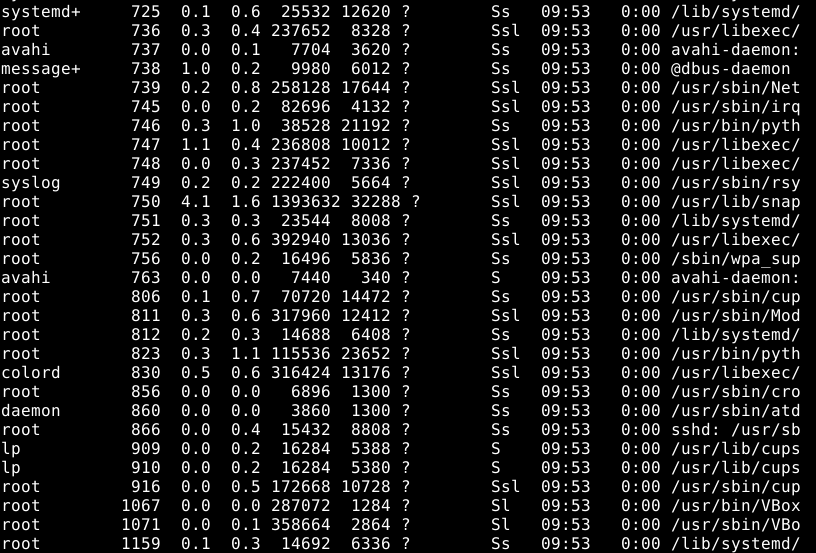 systemd+     725  0.1  0.6  25532 12620 ?        Ss   09:53   0:00 /lib/systemd/
root         736  0.3  0.4 237652  8328 ?        Ssl  09:53   0:00 /usr/libexec/
avahi        737  0.0  0.1   7704  3620 ?        Ss   09:53   0:00 avahi-daemon:
message+     738  1.0  0.2   9980  6012 ?        Ss   09:53   0:00 @dbus-daemon
root         739  0.2  0.8 258128 17644 ?        Ssl  09:53   0:00 /usr/sbin/Net
root         745  0.0  0.2  82696  4132 ?        Ssl  09:53   0:00 /usr/sbin/irq
root         746  0.3  1.0  38528 21192 ?        Ss   09:53   0:00 /usr/bin/pyth
root         747  1.1  0.4 236808 10012 ?        Ssl  09:53   0:00 /usr/libexec/
root         748  0.0  0.3 237452  7336 ?        Ssl  09:53   0:00 /usr/libexec/
syslog       749  0.2  0.2 222400  5664 ?        Ssl  09:53   0:00 /usr/sbin/rsy
root         750  4.1  1.6 1393632 32288 ?       Ssl  09:53   0:00 /usr/lib/snap
root         751  0.3  0.3  23544  8008 ?        Ss   09:53   0:00 /lib/systemd/
root         752  0.3  0.6 392940 13036 ?        Ssl  09:53   0:00 /usr/libexec/
root         756  0.0  0.2  16496  5836 ?        Ss   09:53   0:00 /sbin/wpa_sup
avahi        763  0.0  0.0   7440   340 ?        S    09:53   0:00 avahi-daemon:
root         806  0.1  0.7  70720 14472 ?        Ss   09:53   0:00 /usr/sbin/cup
root         811  0.3  0.6 317960 12412 ?        Ssl  09:53   0:00 /usr/sbin/Mod
root         812  0.2  0.3  14688  6408 ?        Ss   09:53   0:00 /lib/systemd/
root         823  0.3  1.1 115536 23652 ?        Ssl  09:53   0:00 /usr/bin/pyth
colord       830  0.5  0.6 316424 13176 ?        Ssl  09:53   0:00 /usr/libexec/
root         856  0.0  0.0   6896  1300 ?        Ss   09:53   0:00 /usr/sbin/cro
daemon       860  0.0  0.0   3860  1300 ?        Ss   09:53   0:00 /usr/sbin/atd
root         866  0.0  0.4  15432  8808 ?        Ss   09:53   0:00 sshd: /usr/sb
lp           909  0.0  0.2  16284  5388 ?        S    09:53   0:00 /usr/lib/cups
lp           910  0.0  0.2  16284  5380 ?        S    09:53   0:00 /usr/lib/cups
root         916  0.0  0.5 172668 10728 ?        Ssl  09:53   0:00 /usr/sbin/cup
root        1067  0.0  0.0 287072  1284 ?        Sl   09:53   0:00 /usr/bin/VBox
root        1071  0.0  0.1 358664  2864 ?        Sl   09:53   0:00 /usr/sbin/VBo
root        1159  0.1  0.3  14692  6336 ?        Ss   09:53   0:00 /lib/systemd/